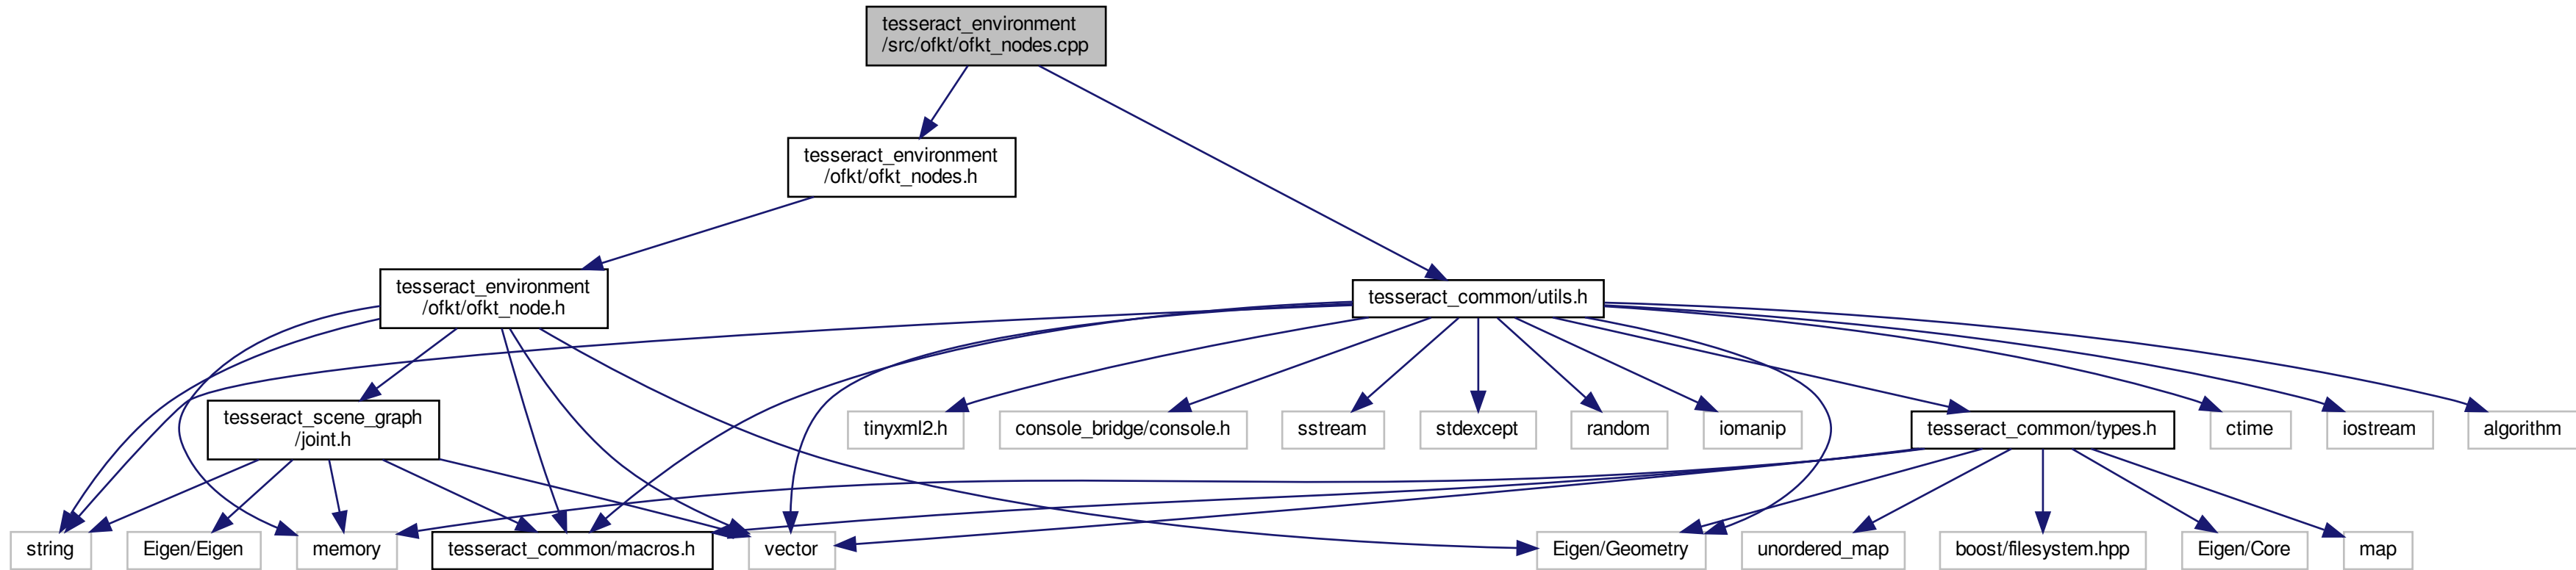 tesseract_environment
/src/ofkt/ofkt_nodes.cpp
tesseract_environment
/ofkt/ofkt_nodes.h
tesseract_environment
/ofkt/ofkt_node.h
tesseract_common/utils.h
tesseract_scene_graph
/joint.h
tinyxml2.h
console_bridge/console.h
sstream
stdexcept
random
iomanip
tesseract_common/types.h
ctime
iostream
algorithm
string
Eigen/Eigen
memory
tesseract_common/macros.h
vector
Eigen/Geometry
unordered_map
boost/filesystem.hpp
Eigen/Core
map